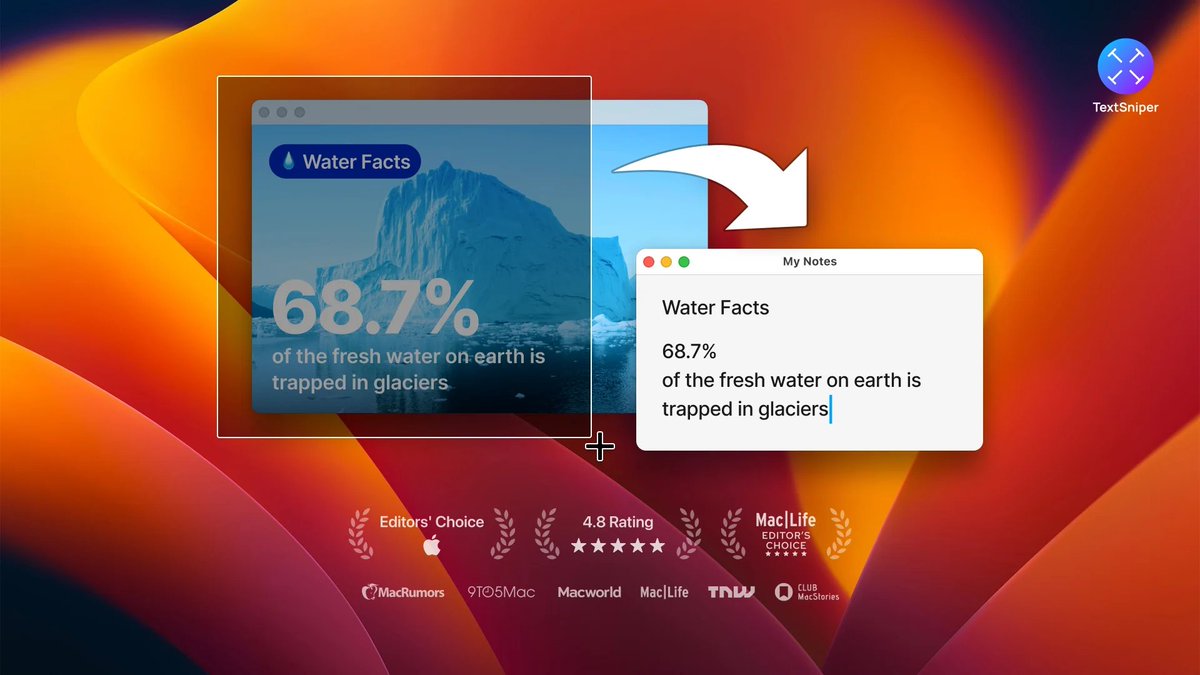 TextSniper
Water Facts
68.7%
of the fresh water on earth is
trapped in glaciers
My Notes
Water Facts
68.7%
of the fresh water on earth is
trapped in glaciers
Editors' Choice
4.8 Rating
Mac|Life
EDITOR'S
CHOICE
MacRumors
9TO5Mac
Macworld
Mac|Life
TNW
CLUB
MacStories